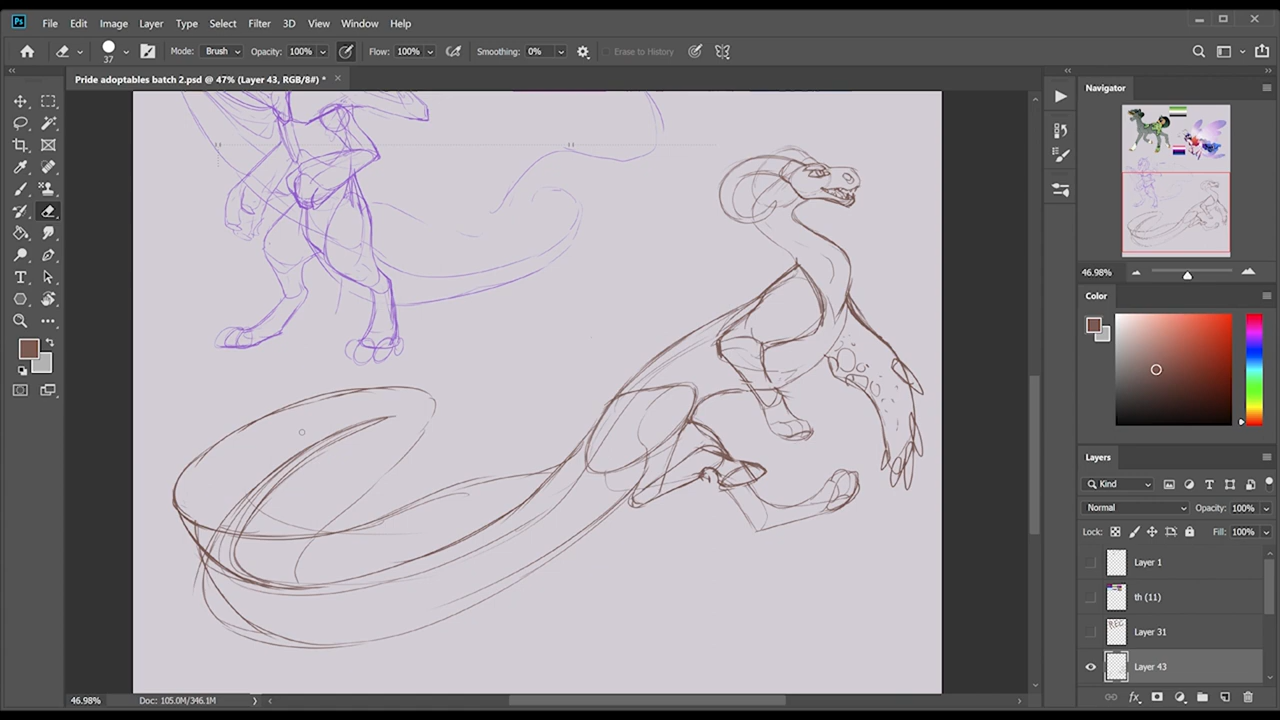 Ps File Edit Image Layer Type Select Filter 3D View Window Help
37 Mode: Brush Opacity: 100% Flow: 100% Smoothing: 0% Erase to History
Pride adoptables batch 2.psd @ 47% (Layer 43, RGB/8#) *
Navigator
46.98%
Color
Layers
Kind
Normal Opacity: 100%
Lock: Fill: 100%
Layer 1
th (11)
Layer 31
Layer 43
46.98% Doc: 105.0M/346.1M